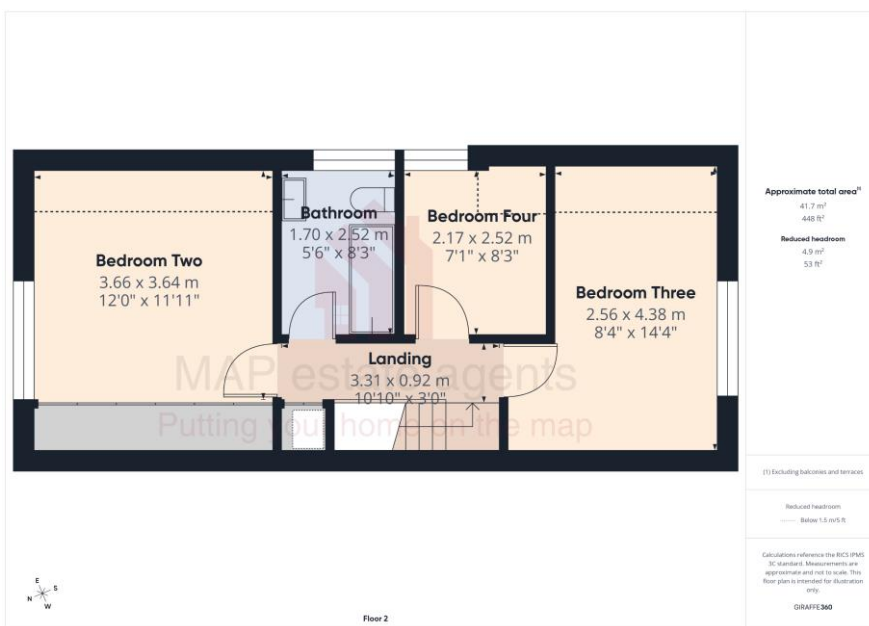 Bedroom Two
3.66 x 3.64 m
12'0" x 11'11"
Bathroom
1.70 x 2.52 m
5'6" x 8'3"
Bedroom Four
2.17 x 2.52 m
7'1" x 8'3"
Bedroom Three
2.56 x 4.38 m
8'4" x 14'4"
Landing
3.31 x 0.92 m
10'10" x 3'0"
MAP estate agents
Putting your home on the map
Approximate total area(1)
41.7 m²
448 ft²
Reduced headroom
4.9 m²
53 ft²
(1) Excluding balconies and terraces
Reduced headroom
Below 1.5 m/5 ft
Calculations reference the RICS IPMS
3C standard. Measurements are
approximate and not to scale. This
floor plan is intended for illustration
only.
GIRAFFE360
E
S
N
W
Floor 2